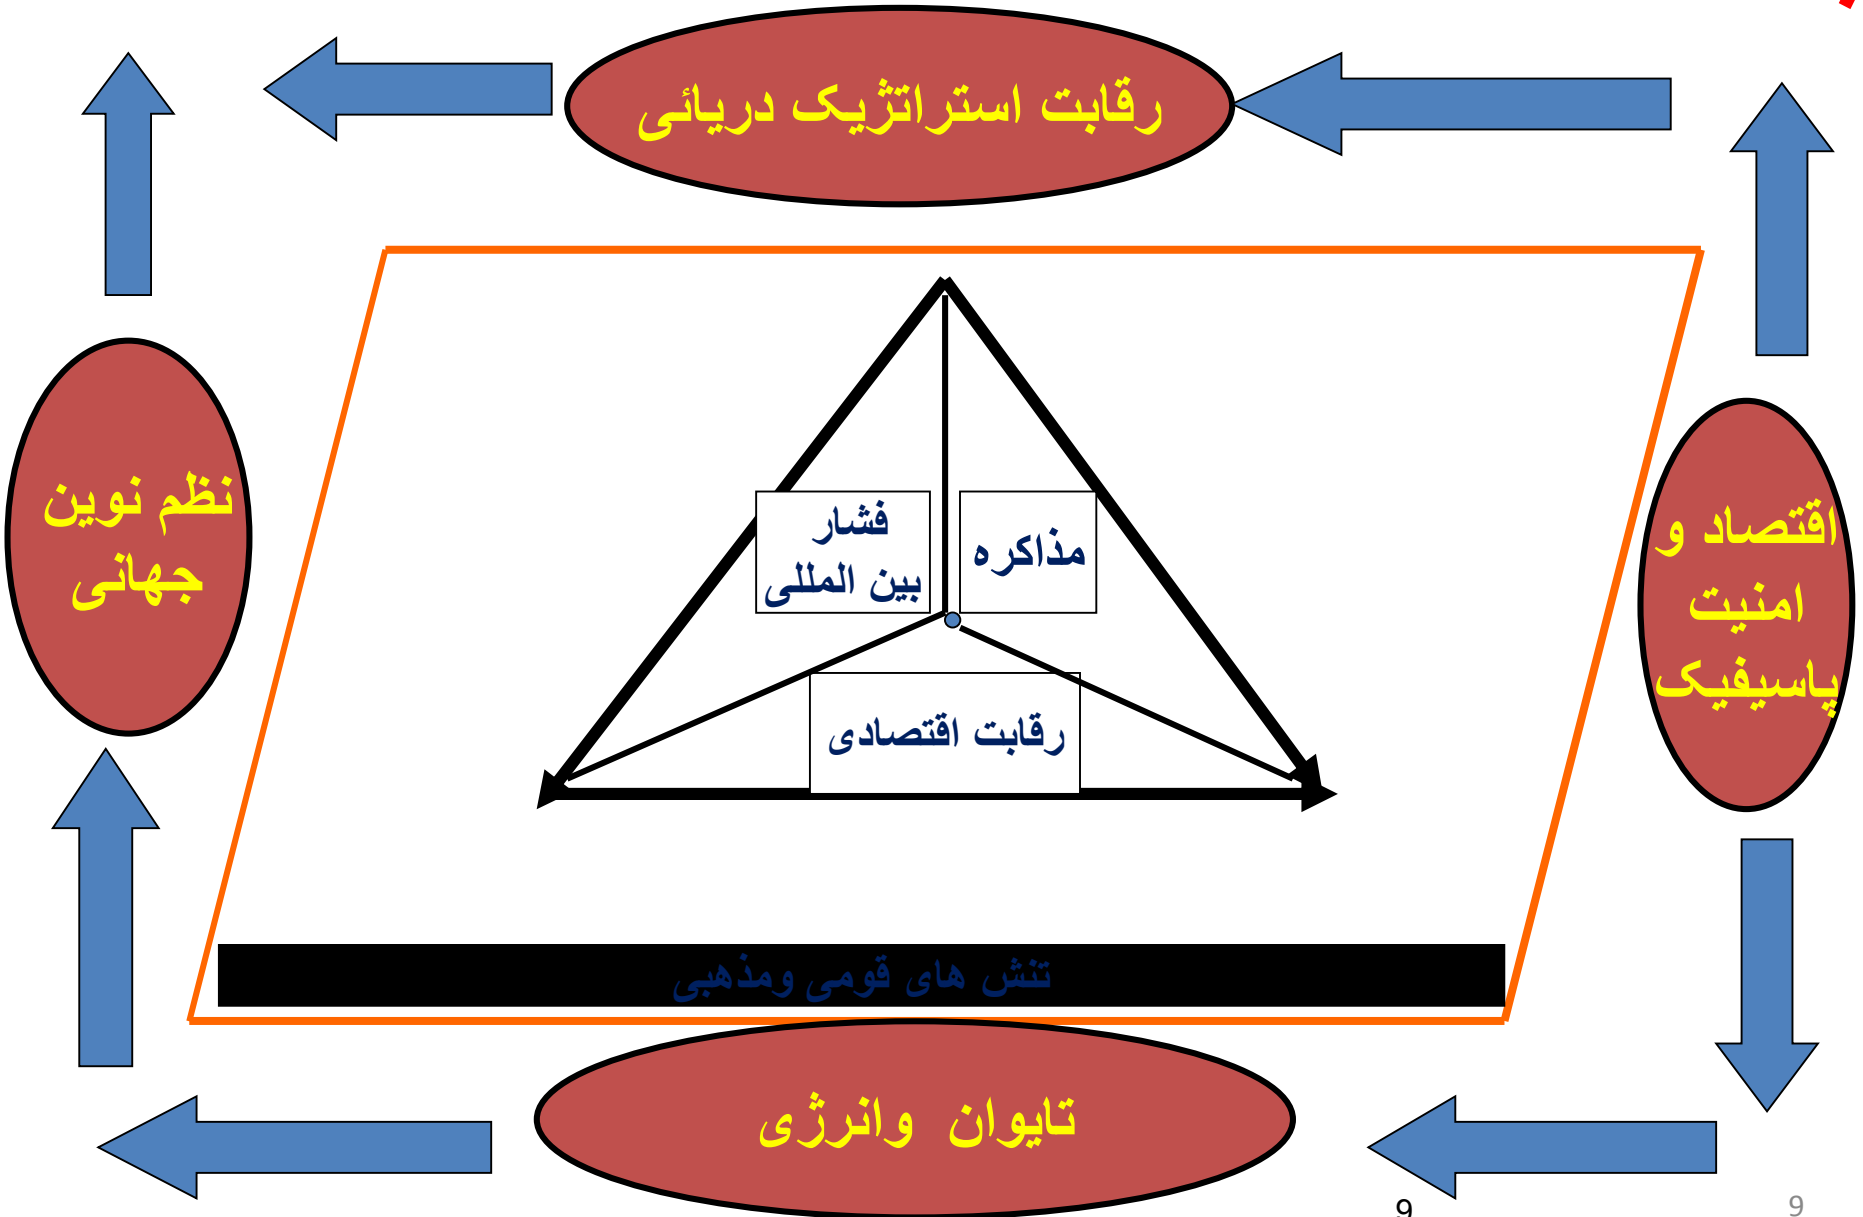 رقابت استراتژیک دریائی
اقتصاد و
امنیت
پاسیفیک
نظم نوین
جهانی
مذاکره
فشار
بین المللی
رقابت اقتصادی
تنش های قومی ومذهبی
تایوان وانرژی
9
9